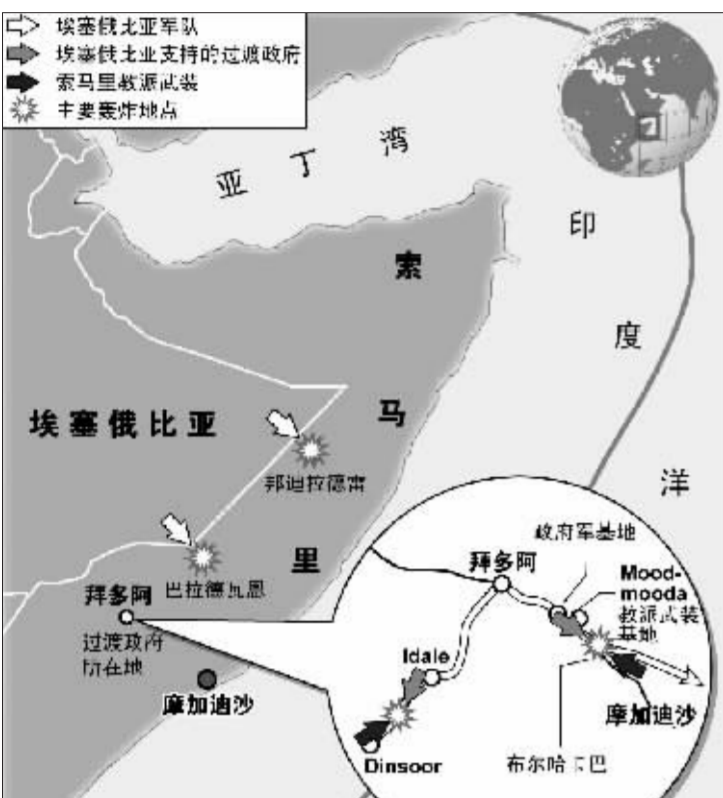 埃塞俄比亚军队
埃塞俄比亚支持的过渡政府
索马里教派武装
主要轰炸地点
亚丁湾
印度洋
索马里
埃塞俄比亚
邦迪拉德雷
巴拉德瓦恩
拜多阿
过渡政府
所在地
摩加迪沙
政府军基地
拜多阿
Mood-
mooda
教派武装
基地
Idale
摩加迪沙
Dinsoor
布尔哈卡巴